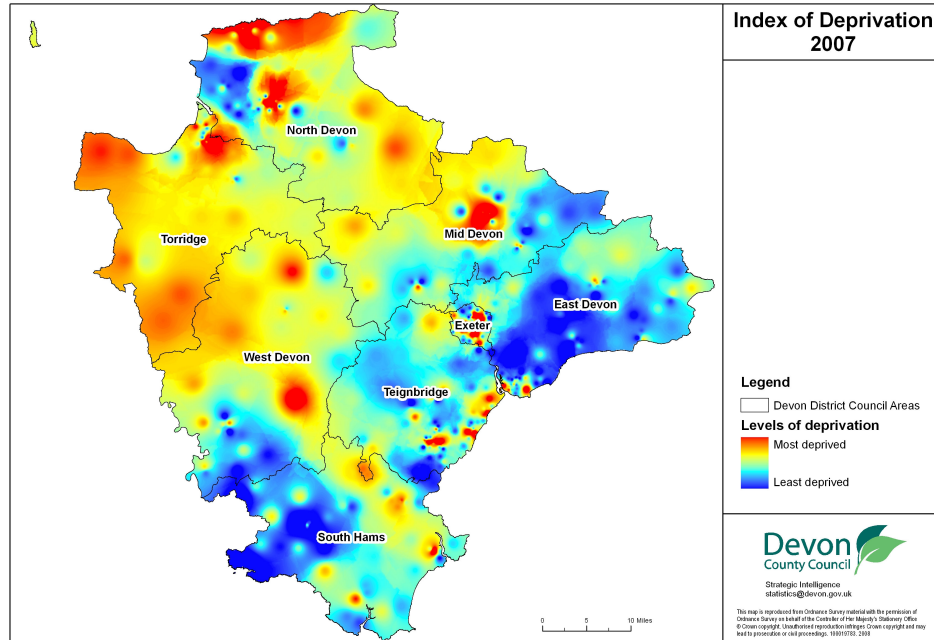 Index of Deprivation
2007
North Devon
Torridge
Mid Devon
East Devon
Exeter
West Devon
Teignbridge
South Hams
Legend
Devon District Council Areas
Levels of deprivation
Most deprived
Least deprived
0 5 10 Miles
Devon
County Council
Strategic Intelligence
statistics@devon.gov.uk
This map is reproduced from Ordnance Survey material with the permission of
Ordnance Survey on behalf of the Controller of Her Majesty's Stationery Office
© Crown copyright. Unauthorised reproduction infringes Crown copyright and may
lead to prosecution or civil proceedings. 100019783. 2008